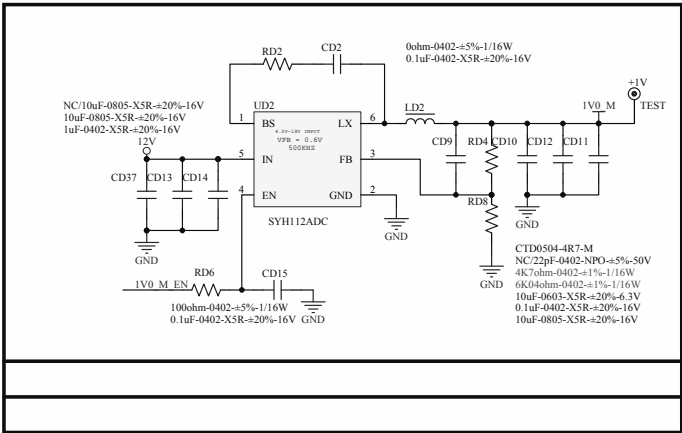 RD2
CD2
0ohm-0402-±5%-1/16W
0.1uF-0402-X5R-±20%-16V
+1V
TEST
NC/10uF-0805-X5R-±20%-16V
10uF-0805-X5R-±20%-16V
1uF-0402-X5R-±20%-16V
12V
UD2
1
BS
LX
6
LD2
1V0_M
4.5V-18V INPUT
VFB = 0.6V
500KHZ
5
IN
FB
3
4
EN
GND
2
SYH112ADC
CD37
CD13
CD14
GND
CD9
RD4
CD10
CD12
CD11
RD8
GND
GND
GND
1V0_M_EN
RD6
CD15
GND
100ohm-0402-±5%-1/16W
0.1uF-0402-X5R-±20%-16V
CTD0504-4R7-M
NC/22pF-0402-NPO-±5%-50V
4K7ohm-0402-±1%-1/16W
6K04ohm-0402-±1%-1/16W
10uF-0603-X5R-±20%-6.3V
0.1uF-0402-X5R-±20%-16V
10uF-0805-X5R-±20%-16V